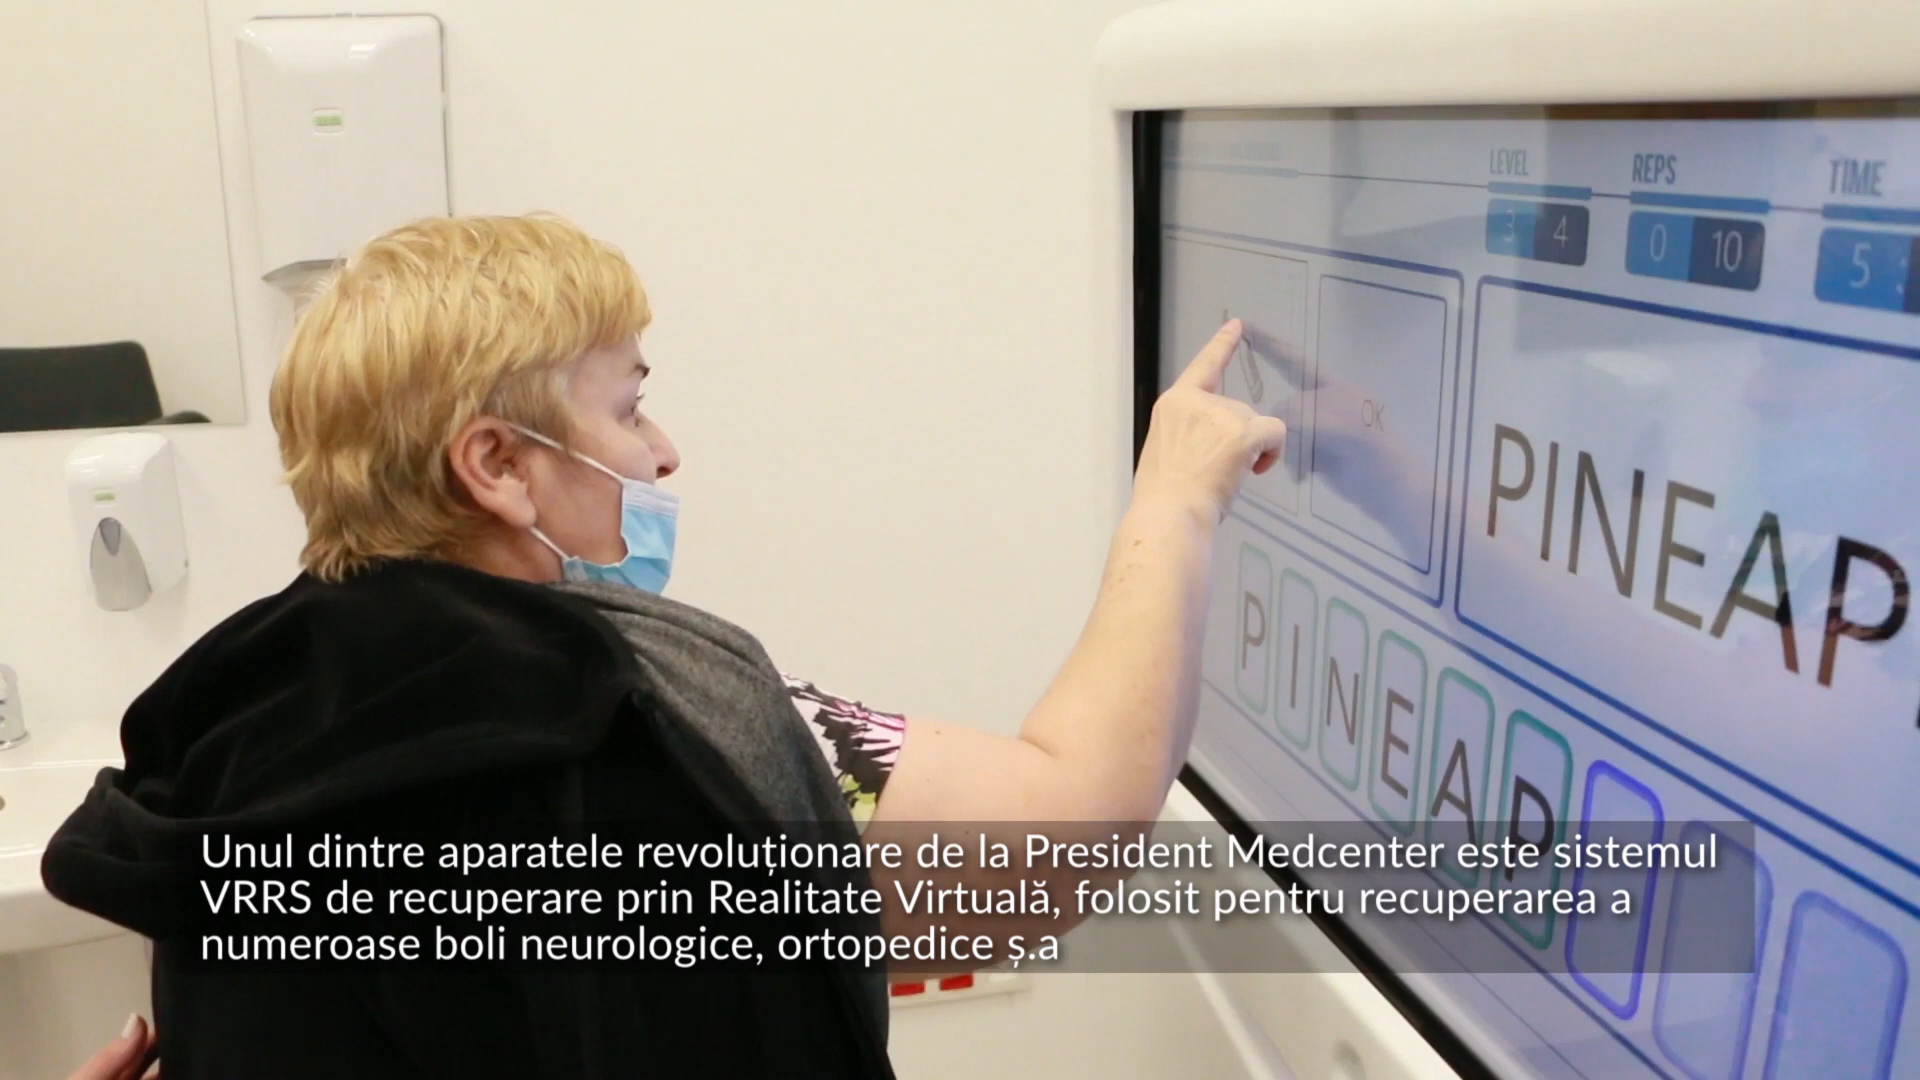 LEVEL
REPS
TIME
3 4
0 10
5 :
OK
PINEAP
PINEAP
Unul dintre aparatele revoluționare de la President Medcenter este sistemul
VRRS de recuperare prin Realitate Virtuală, folosit pentru recuperarea a
numeroase boli neurologice, ortopedice ș.a